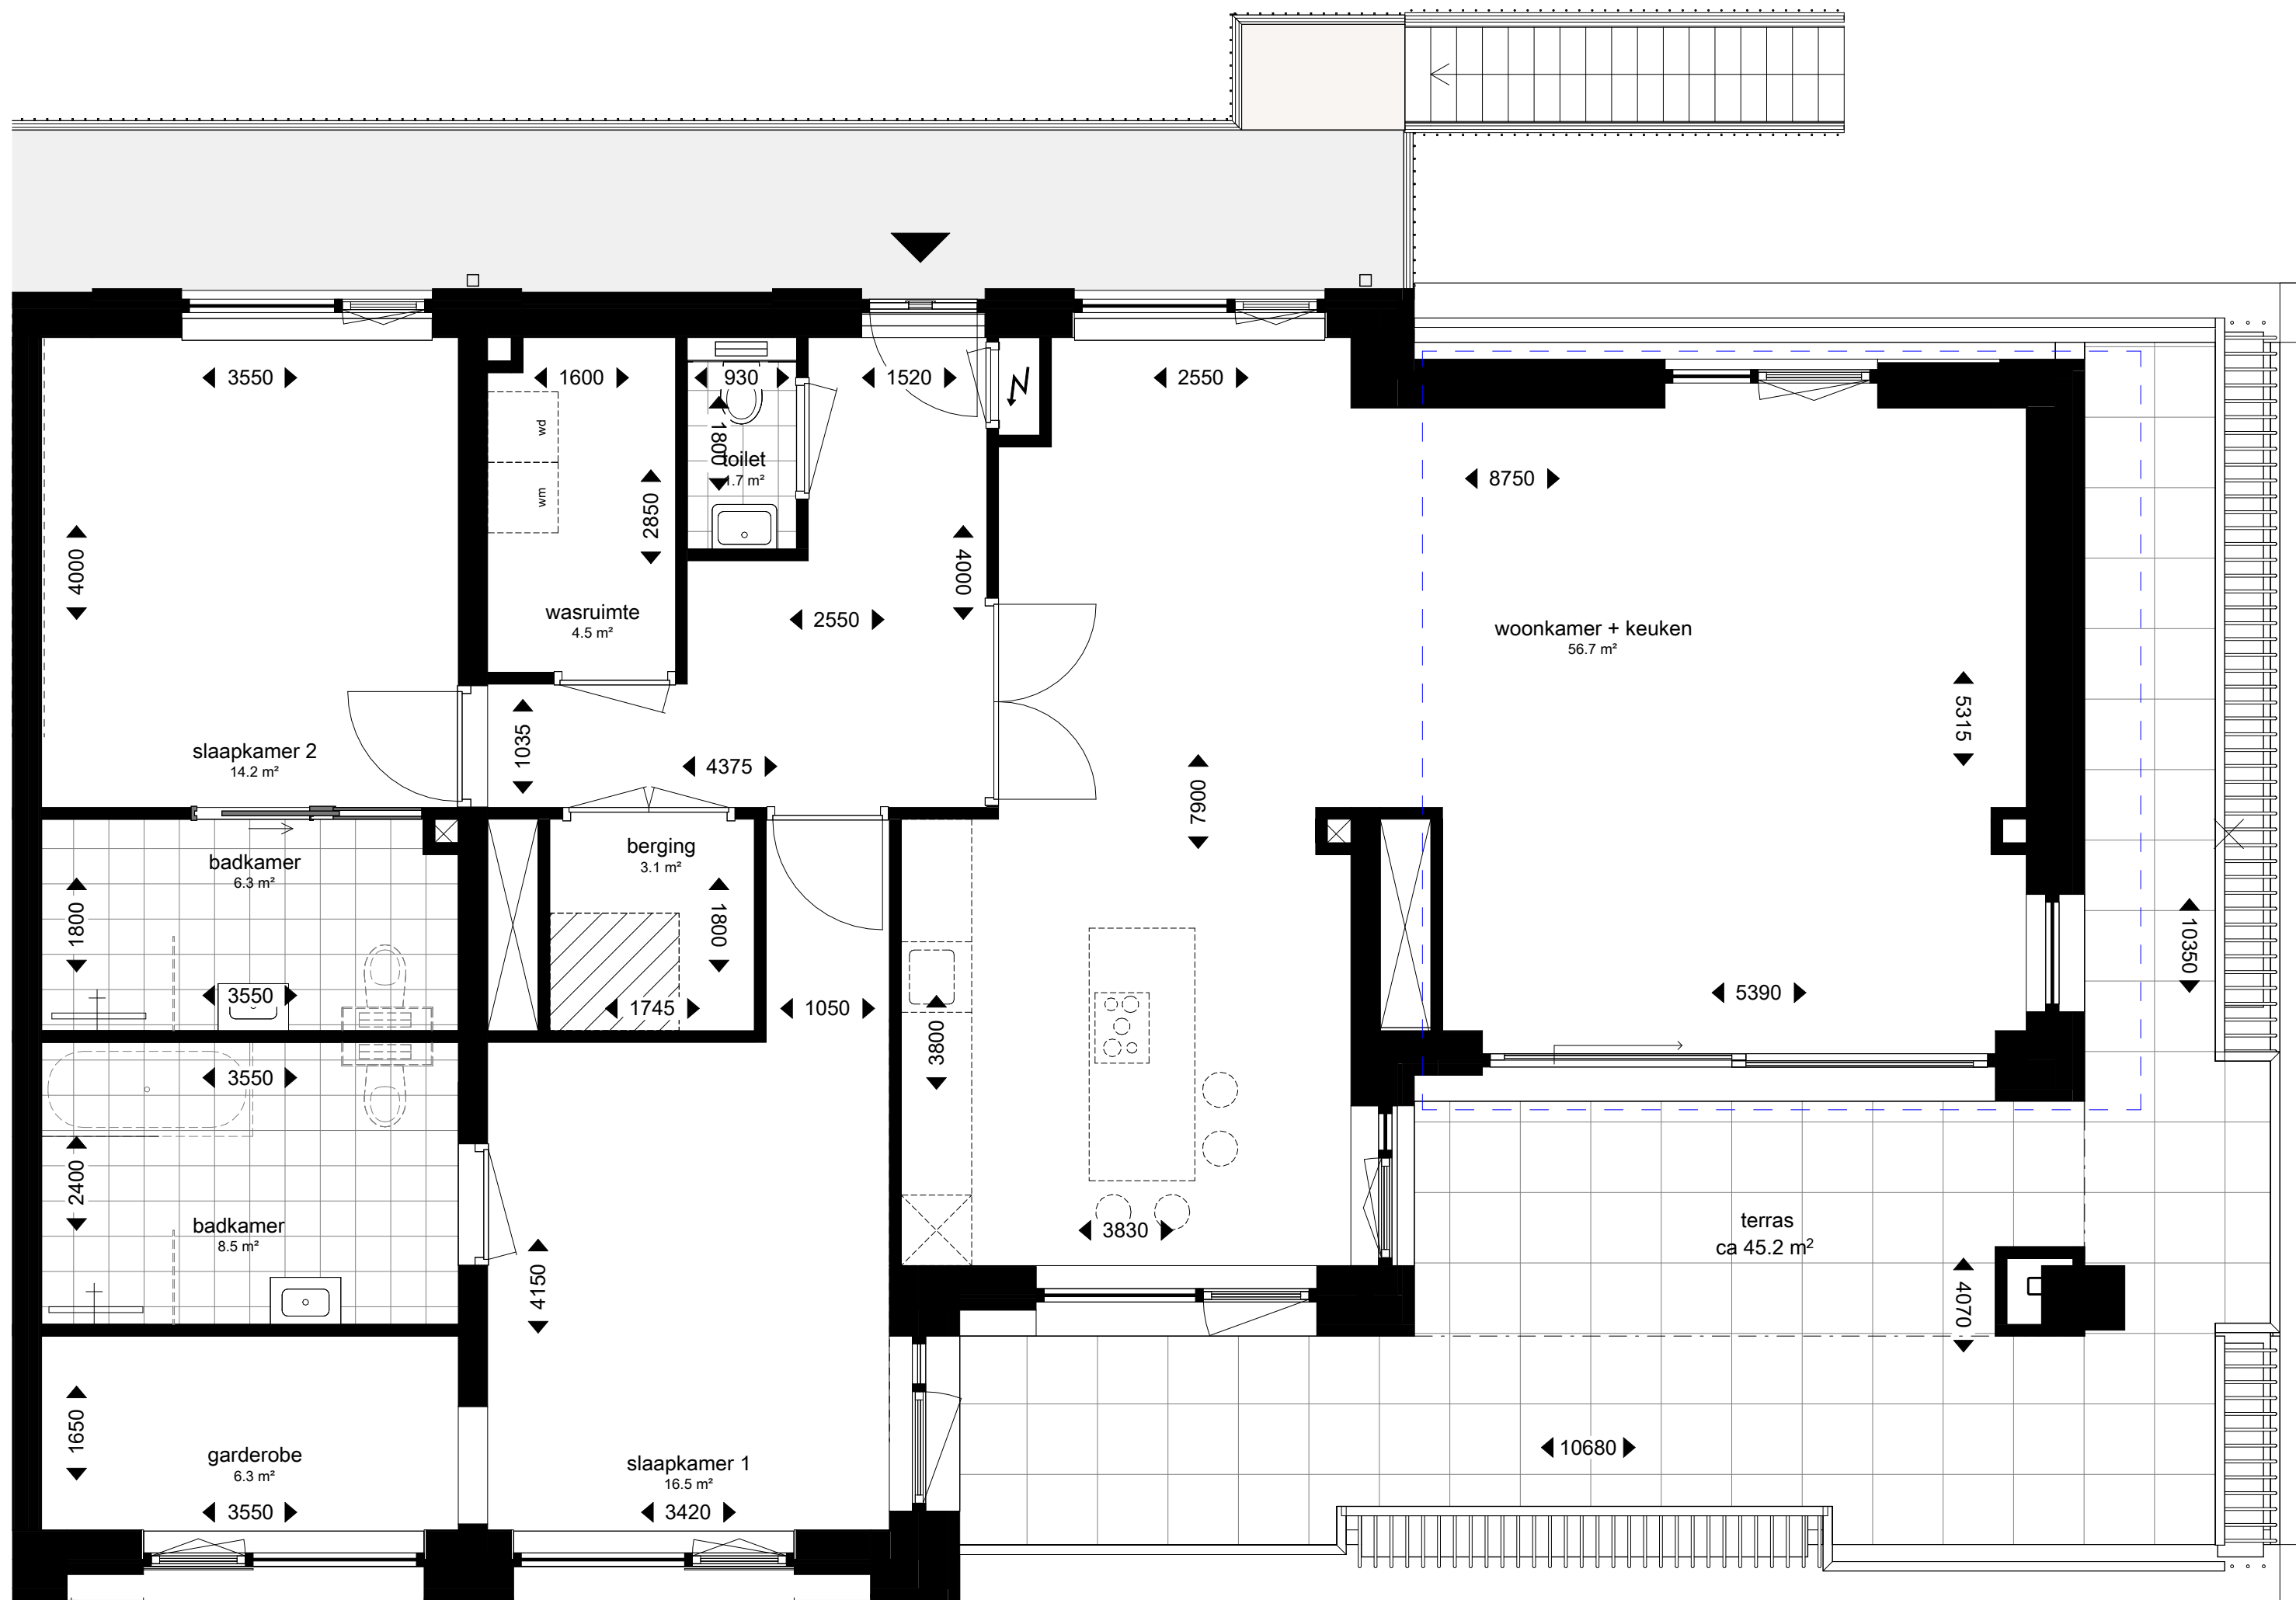 3550
1600
930
1520
2550
8750
wd
1800
toilet
1.7 m²
wm
2850
4000
4000
wasruimte
4.5 m²
2550
woonkamer + keuken
56.7 m²
5315
1035
slaapkamer 2
14.2 m²
4375
7900
berging
3.1 m²
badkamer
6.3 m²
1800
1800
10350
3550
1745
1050
5390
3800
3550
2400
badkamer
8.5 m²
3830
terras
ca 45.2 m²
4150
4070
1650
garderobe
6.3 m²
slaapkamer 1
16.5 m²
10680
3550
3420